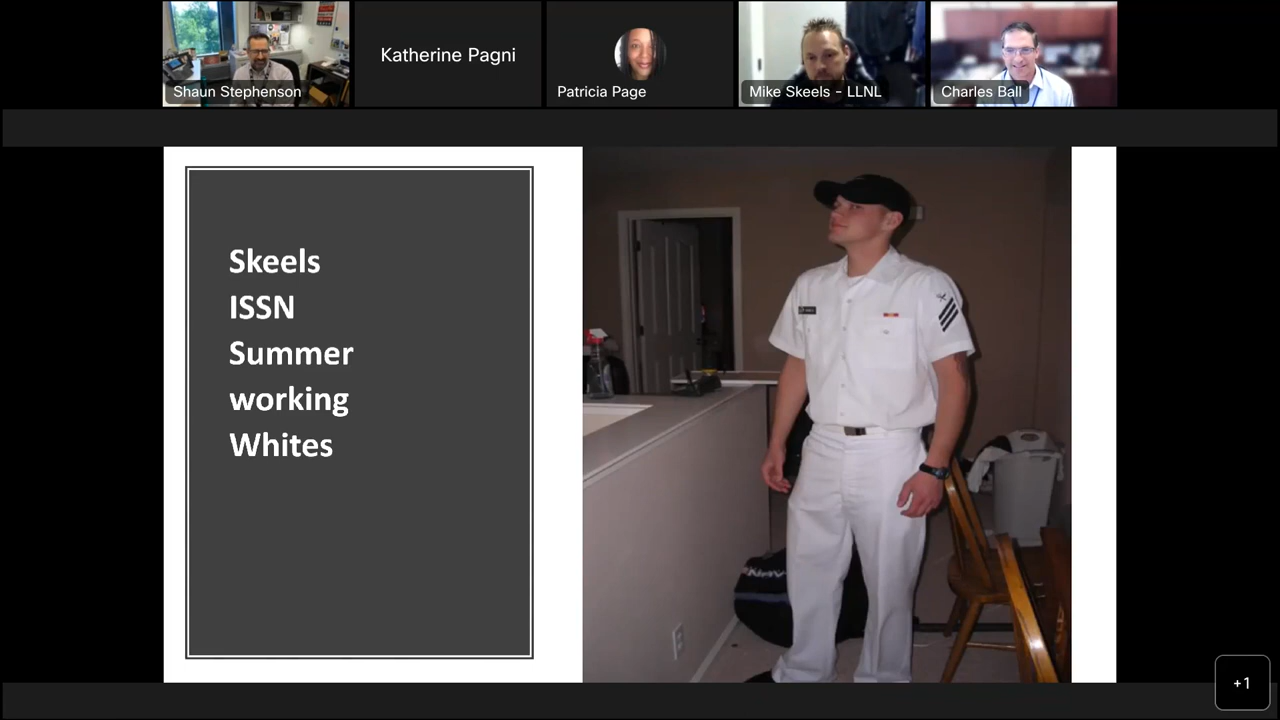 Katherine Pagni
Shaun Stephenson
Patricia Page
Mike Skeels - LLNL
Charles Ball
Skeels
ISSN
Summer
working
Whites
+1